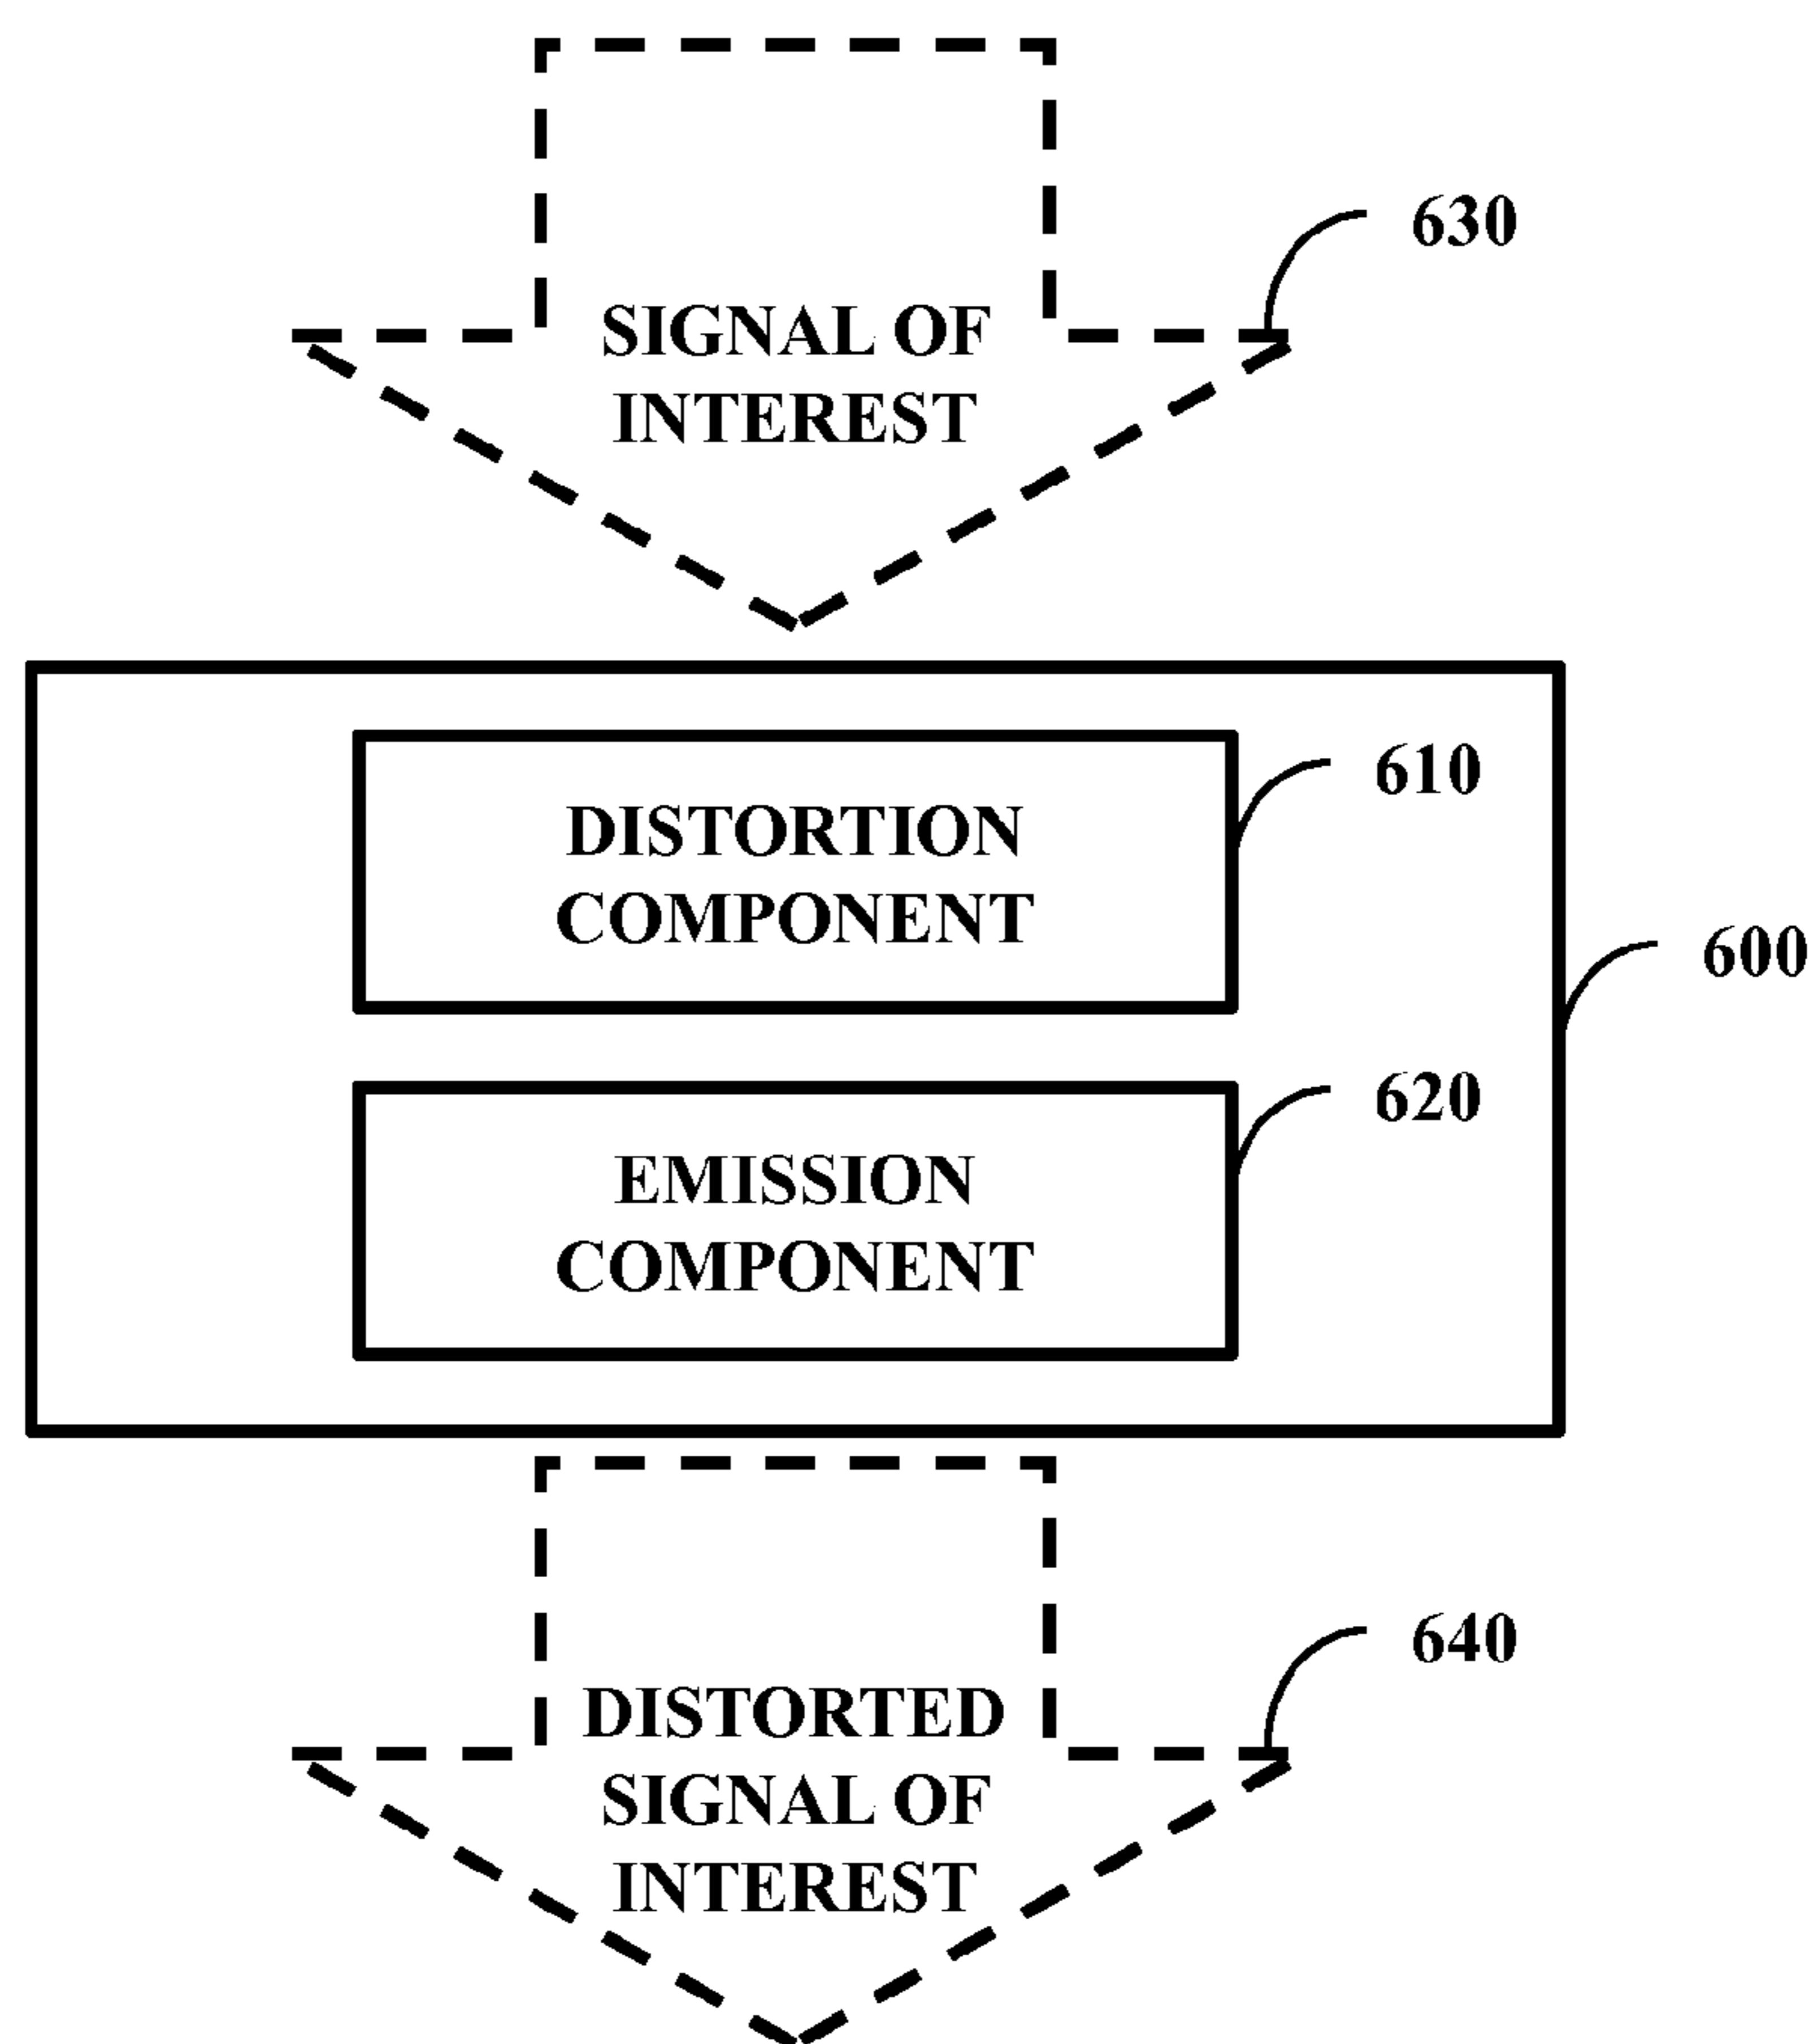 630
SIGNAL OF
INTEREST
610
DISTORTION
COMPONENT
600
620
EMISSION
COMPONENT
640
DISTORTED
SIGNAL OF
INTEREST